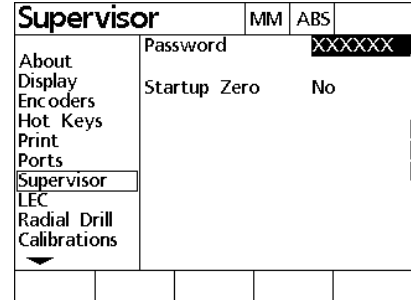 Supervisor MM ABS
Password XXXXXX
About
Display
Startup Zero No
Encoders
Hot Keys
Print
Ports
Supervisor
LEC
Radial Drill
Calibrations